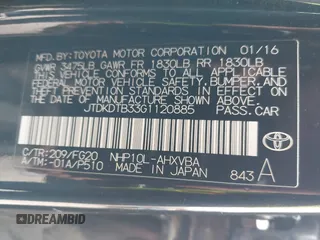 MFD. BY: TOYOTA MOTOR CORPORATION 01/16
GVWR 3475LB GAWR FR 1830LB RR 1830LB
THIS VEHICLE CONFORMS TO ALL APPLICABLE
FEDERAL MOTOR VEHICLE SAFETY, BUMPER, AND
THEFT PREVENTION STANDARDS IN EFFECT ON
THE DATE OF MANUFACTURE SHOWN ABOVE.
JTDKDTB33G1120885 PASS.CAR
C/TR:209/FG20 NHP10L-AHXVBA
A/TM:-01A/P510 MADE IN JAPAN 843 A
TOYOTA
DREAMBID